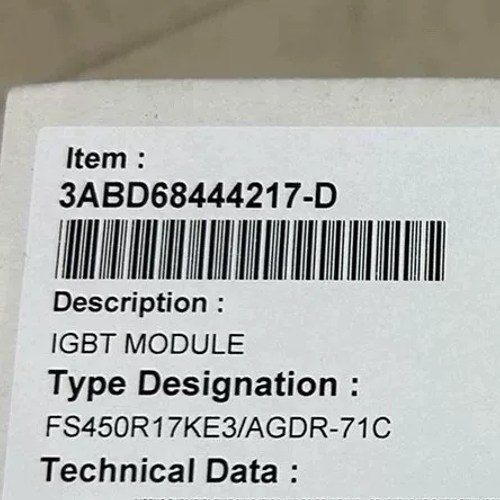 Item :
3ABD68444217-D
Description :
IGBT MODULE
Type Designation :
FS450R17KE3/AGDR-71C
Technical Data :